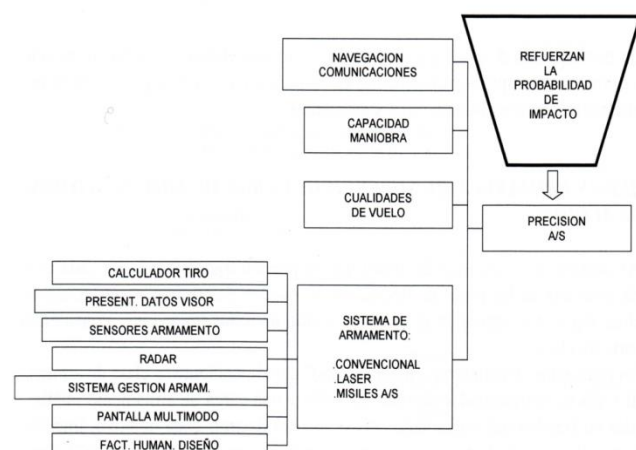 NAVEGACION
COMUNICACIONES
REFUERZAN
LA
PROBABILIDAD
DE
IMPACTO
CAPACIDAD
MANIOBRA
CUALIDADES
DE VUELO
PRECISION
A/S
CALCULADOR TIRO
PRESENT. DATOS VISOR
SENSORES ARMAMENTO
RADAR
SISTEMA GESTION ARMAM.
PANTALLA MULTIMODO
FACT. HUMAN. DISEÑO
SISTEMA DE
ARMAMENTO:
.CONVENCIONAL
.LASER
.MISILES A/S